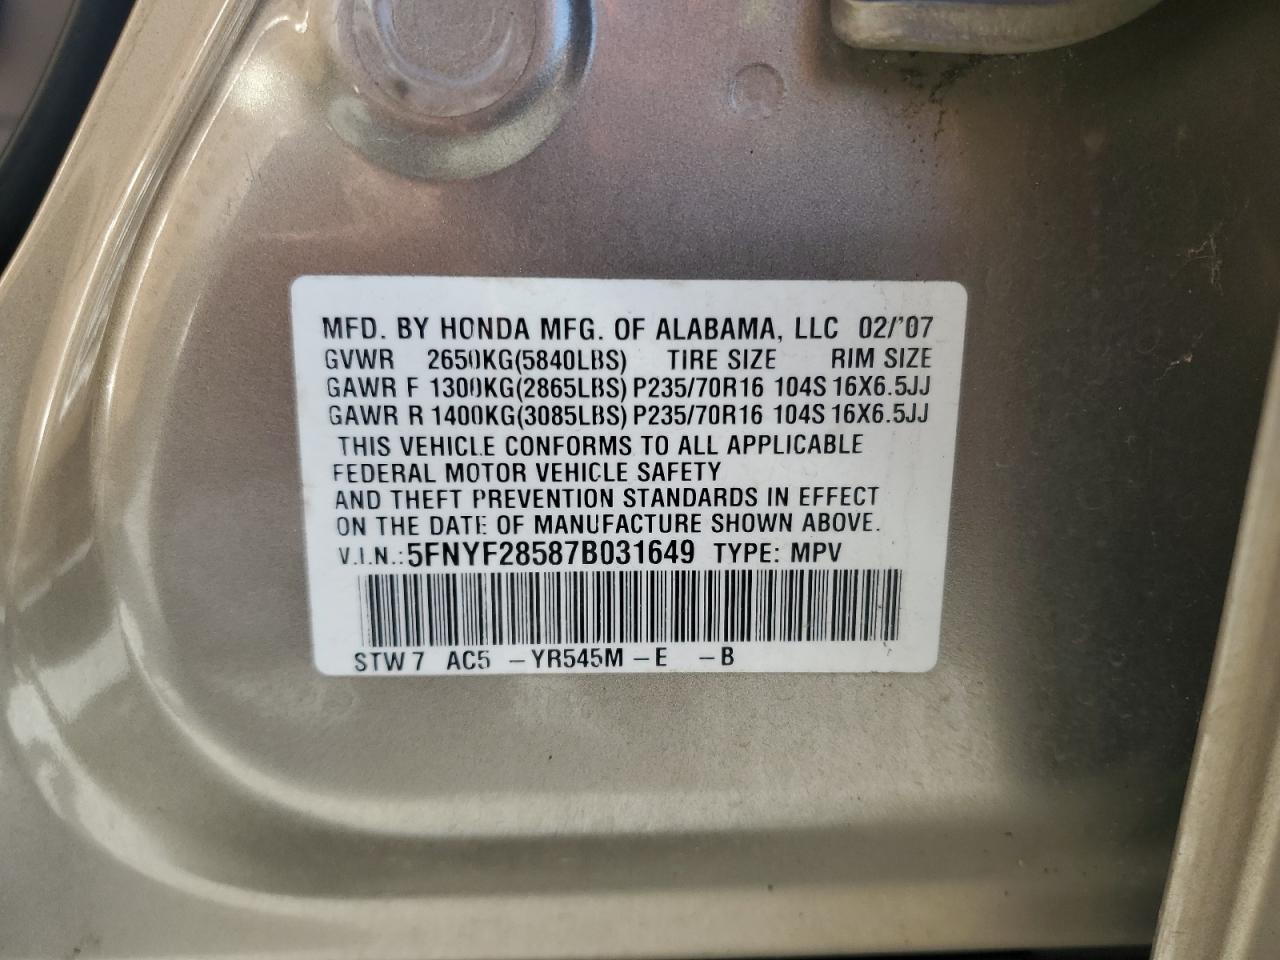 MFD. BY HONDA MFG. OF ALABAMA, LLC 02/'07
GVWR 2650KG(5840LBS) TIRE SIZE RIM SIZE
GAWR F 1300KG(2865LBS) P235/70R16 104S 16X6.5JJ
GAWR R 1400KG(3085LBS) P235/70R16 104S 16X6.5JJ
THIS VEHICLE CONFORMS TO ALL APPLICABLE
FEDERAL MOTOR VEHICLE SAFETY
AND THEFT PREVENTION STANDARDS IN EFFECT
ON THE DATE OF MANUFACTURE SHOWN ABOVE.
V.I.N.: 5FNYF28587B031649 TYPE: MPV
STW7 AC5 -YR545M-E -B